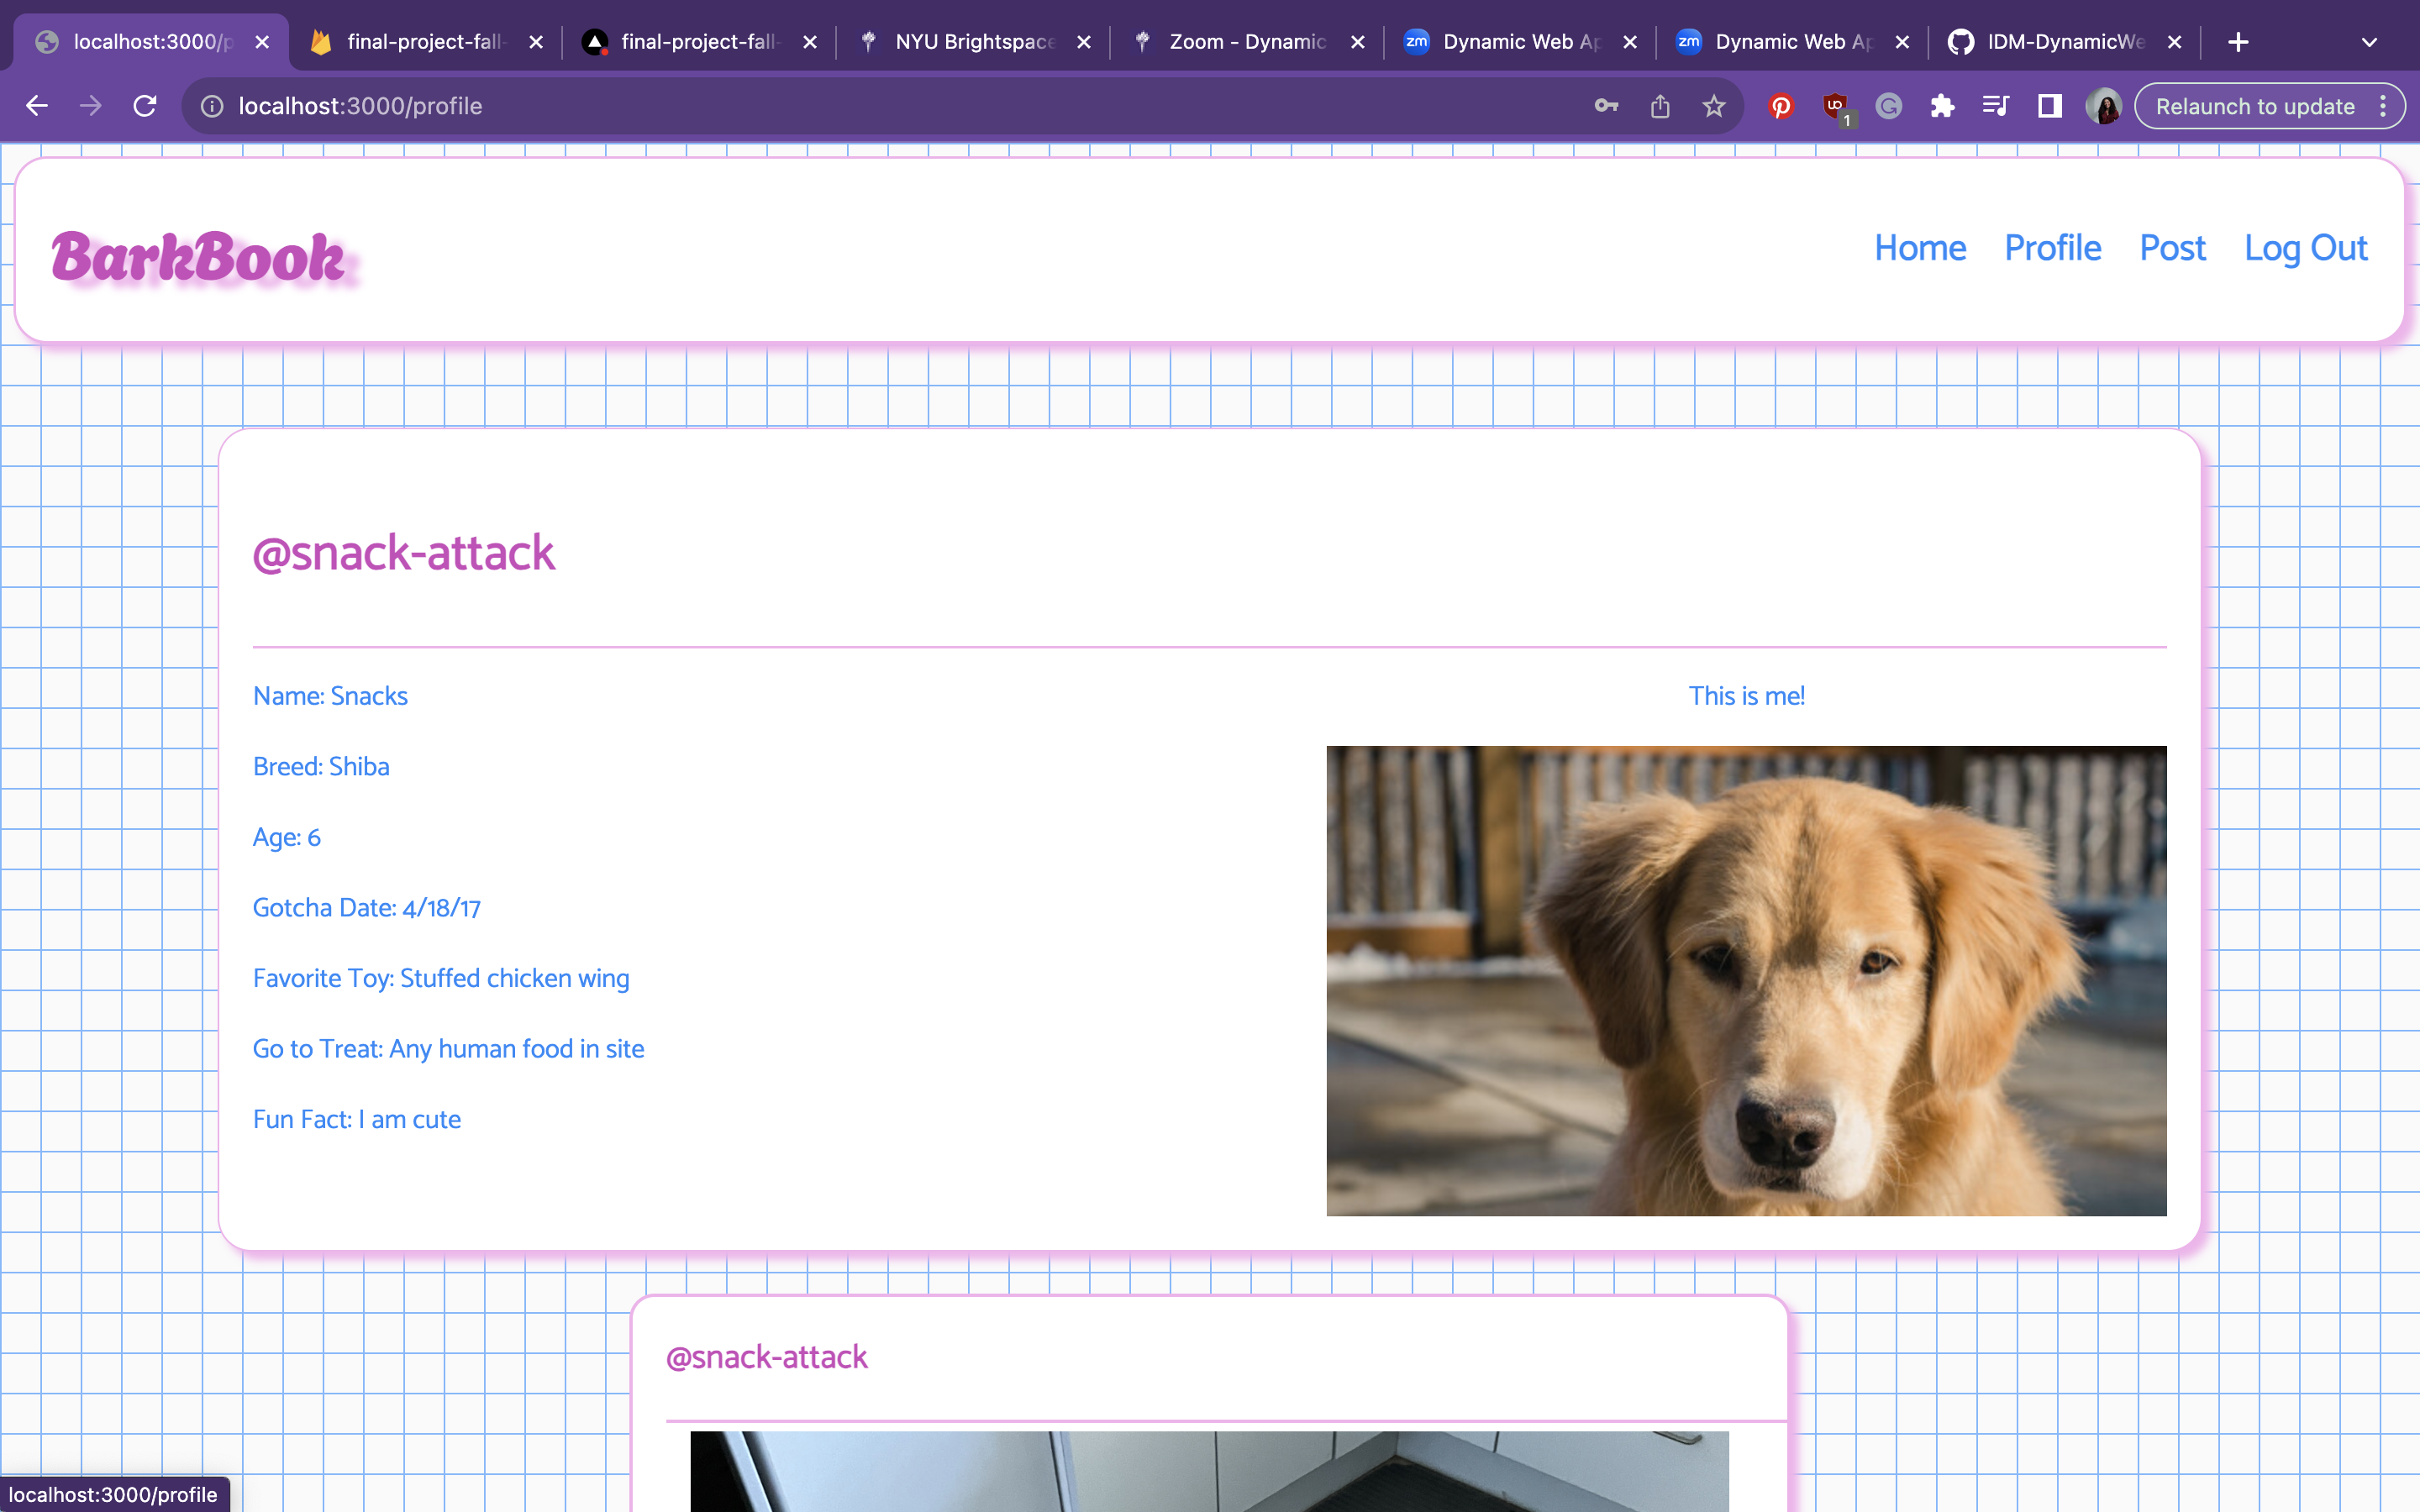 localhost:3000/p
final-project-fall-
final-project-fall-
NYU Brightspace
Zoom - Dynamic
zm Dynamic Web Ap
zm Dynamic Web Ap
IDM-DynamicWe
localhost:3000/profile
1
Relaunch to update
BarkBook
Home Profile Post Log Out
@snack-attack
Name: Snacks
Breed: Shiba
Age: 6
Gotcha Date: 4/18/17
Favorite Toy: Stuffed chicken wing
Go to Treat: Any human food in site
Fun Fact: I am cute
This is me!
@snack-attack
localhost:3000/profile